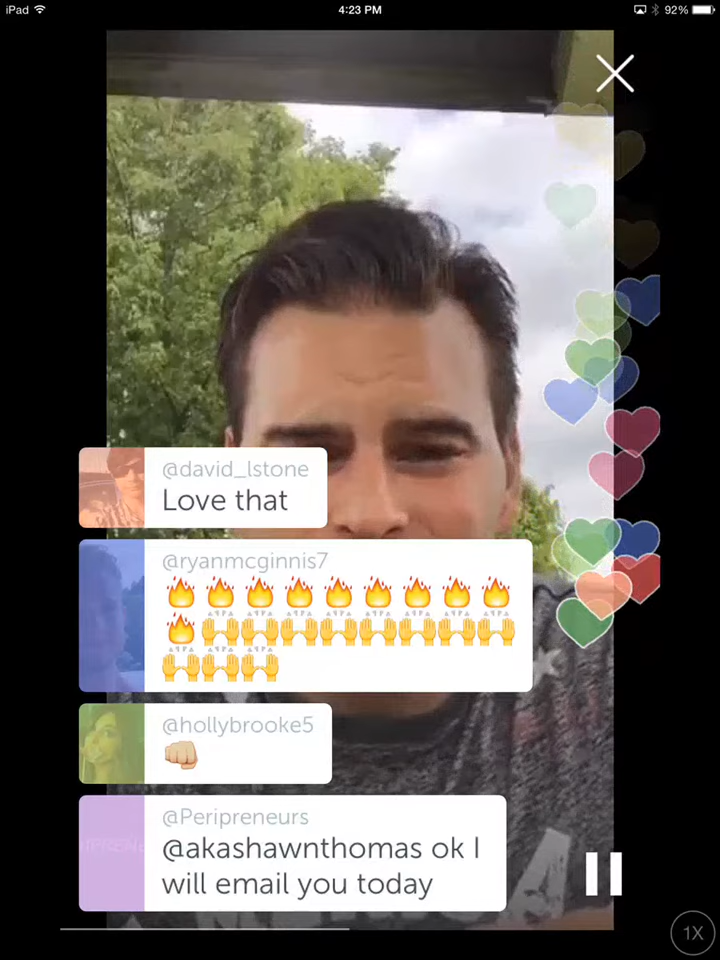 iPad
4:23 PM
92%
@david_lstone
Love that
@ryanmcginnis7
🔥🔥🔥🔥🔥🔥🔥🔥🔥
🔥🙌🙌🙌🙌🙌🙌🙌🙌
🙌🙌🙌
@hollybrooke5
👊🏼
@Peripreneurs
@akashawnthomas ok I
will email you today
1X